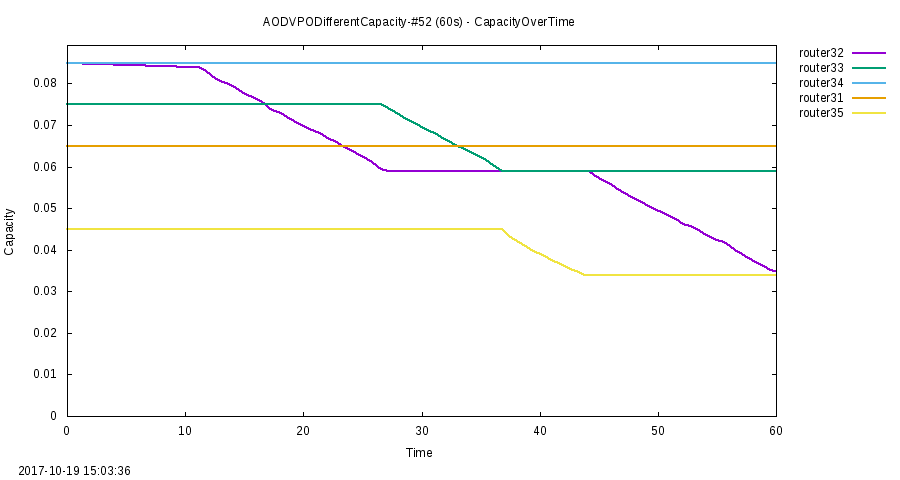 AODVPODifferentCapacity-#52 (60s) - CapacityOverTime
router32
router33
router34
router31
router35
0.08
0.07
0.06
0.05
0.04
0.03
0.02
0.01
0
Capacity
0 10 20 30 40 50 60
Time
2017-10-19 15:03:36